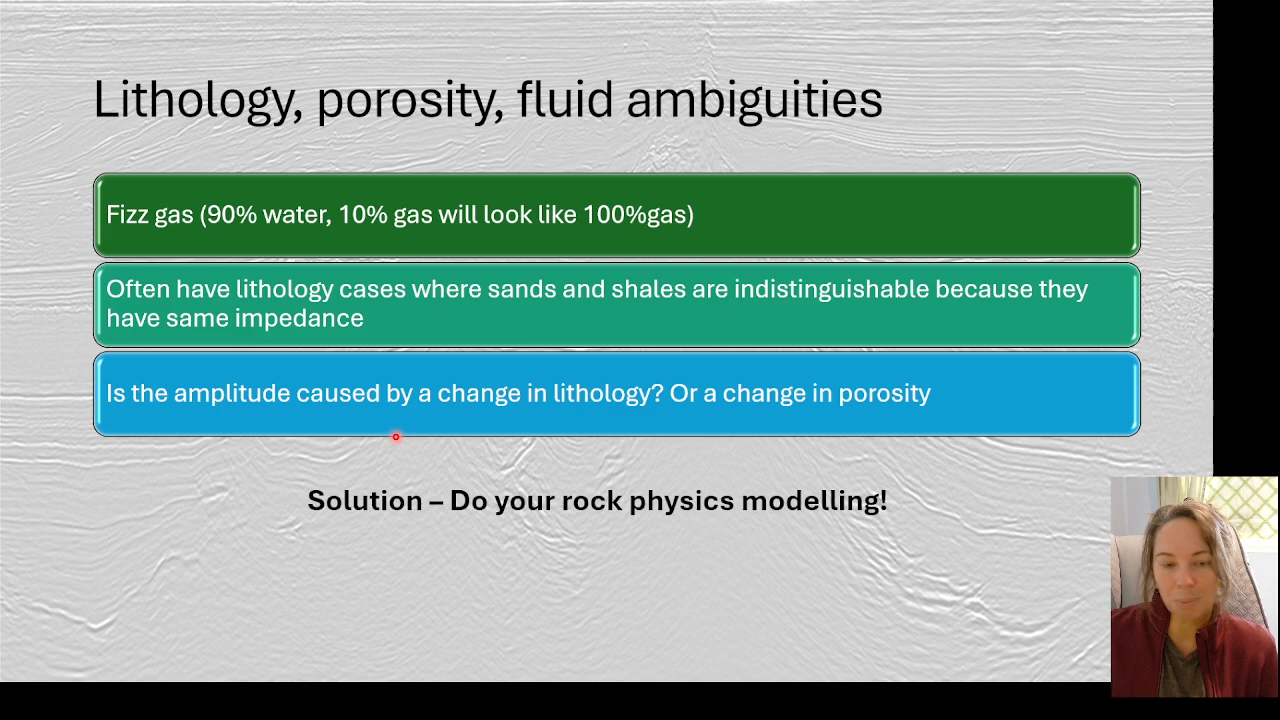 Lithology, porosity, fluid ambiguities
Fizz gas (90% water, 10% gas will look like 100%gas)
Often have lithology cases where sands and shales are indistinguishable because they
have same impedance
Is the amplitude caused by a change in lithology? Or a change in porosity
Solution – Do your rock physics modelling!